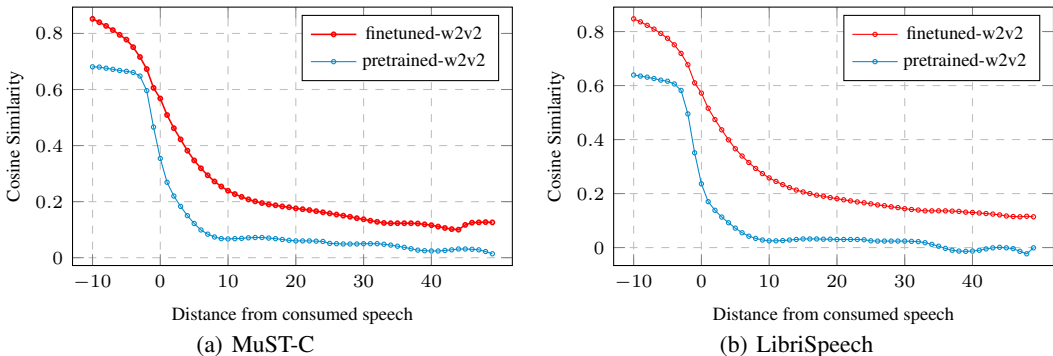 0.8
0.6
0.4
0.2
0
−10
0
10
20
30
40
Cosine Similarity
Distance from consumed speech
finetuned-w2v2
pretrained-w2v2
(a) MuST-C
0.8
0.6
0.4
0.2
0
−10
0
10
20
30
40
Cosine Similarity
Distance from consumed speech
finetuned-w2v2
pretrained-w2v2
(b) LibriSpeech